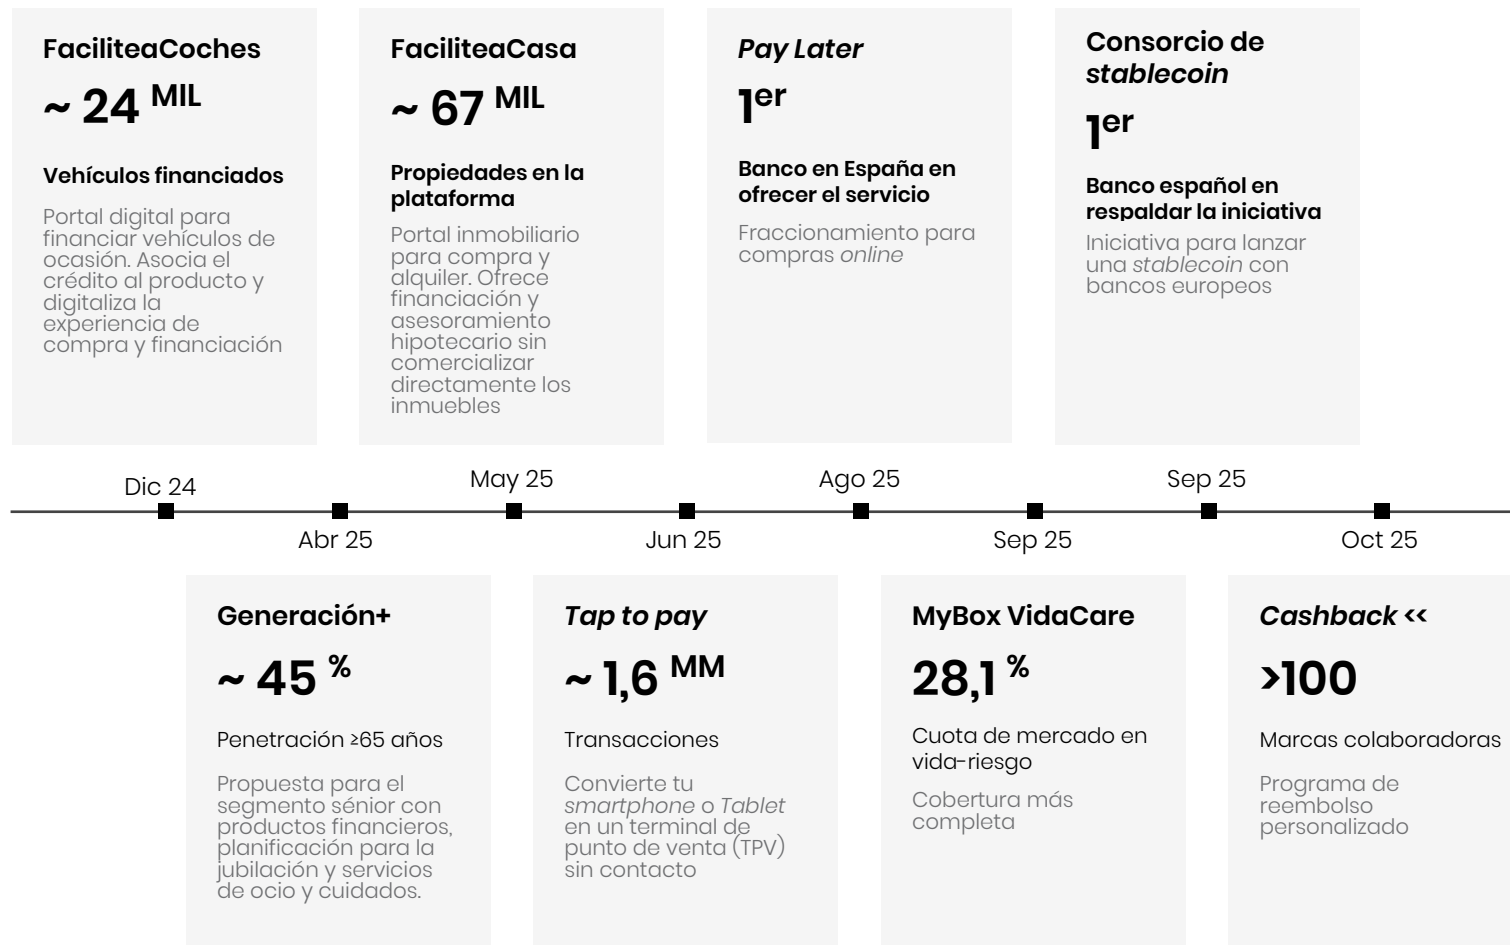 FaciliteaCoches
~ 24 MIL
Vehículos financiados
Portal digital para
financiar vehículos de
ocasión. Asocia el
crédito al producto y
digitaliza la
experiencia de
compra y financiación
FaciliteaCasa
~ 67 MIL
Propiedades en la
plataforma
Portal inmobiliario
para compra y
alquiler. Ofrece
financiación y
asesoramiento
hipotecario sin
comercializar
directamente los
inmuebles
Pay Later
1er
Banco en España en
ofrecer el servicio
Fraccionamiento para
compras online
Consorcio de
stablecoin
1er
Banco español en
respaldar la iniciativa
Iniciativa para lanzar
una stablecoin con
bancos europeos
Dic 24
Abr 25
May 25
Jun 25
Ago 25
Sep 25
Sep 25
Oct 25
Generación+
~ 45 %
Penetración ≥65 años
Propuesta para el
segmento sénior con
productos financieros,
planificación para la
jubilación y servicios
de ocio y cuidados.
Tap to pay
~ 1,6 MM
Transacciones
Convierte tu
smartphone o Tablet
en un terminal de
punto de venta (TPV)
sin contacto
MyBox VidaCare
28,1 %
Cuota de mercado en
vida-riesgo
Cobertura más
completa
Cashback <<
>100
Marcas colaboradoras
Programa de
reembolso
personalizado